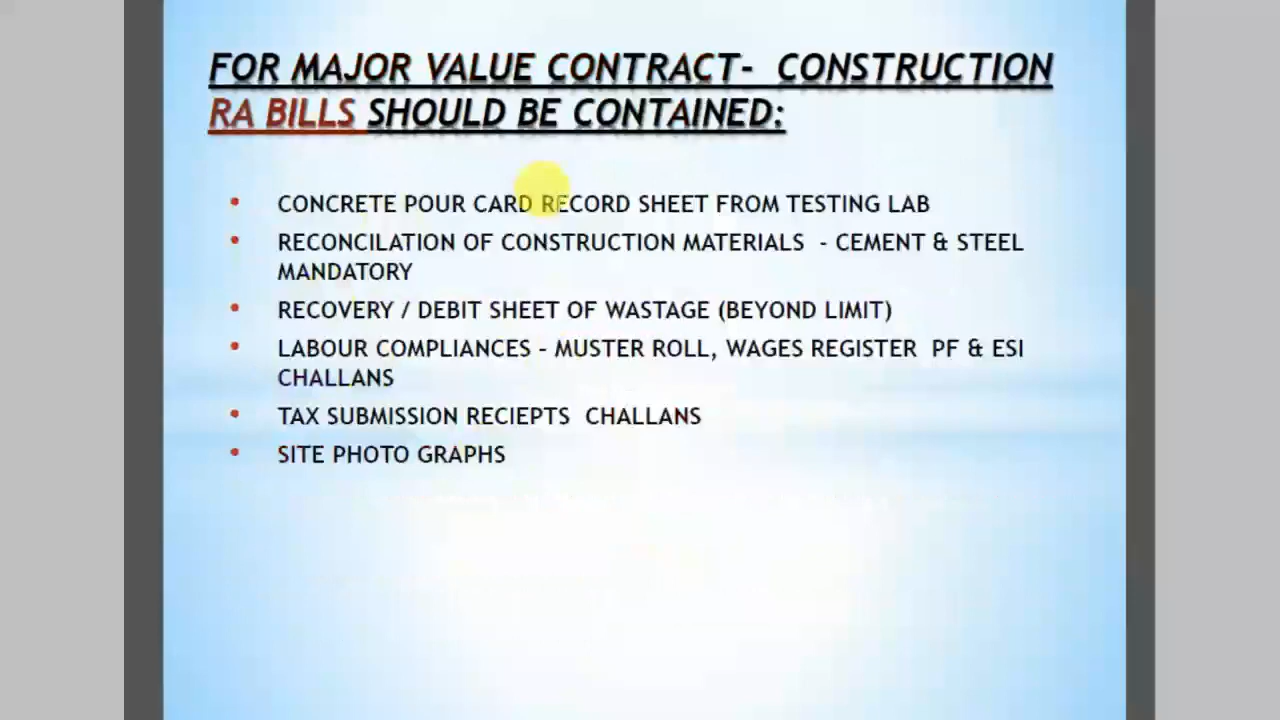 FOR MAJOR VALUE CONTRACT- CONSTRUCTION
RA BILLS SHOULD BE CONTAINED:
• CONCRETE POUR CARD RECORD SHEET FROM TESTING LAB
• RECONCILATION OF CONSTRUCTION MATERIALS - CEMENT & STEEL
MANDATORY
• RECOVERY / DEBIT SHEET OF WASTAGE (BEYOND LIMIT)
• LABOUR COMPLIANCES – MUSTER ROLL, WAGES REGISTER PF & ESI
CHALLANS
• TAX SUBMISSION RECIEPTS CHALLANS
• SITE PHOTO GRAPHS